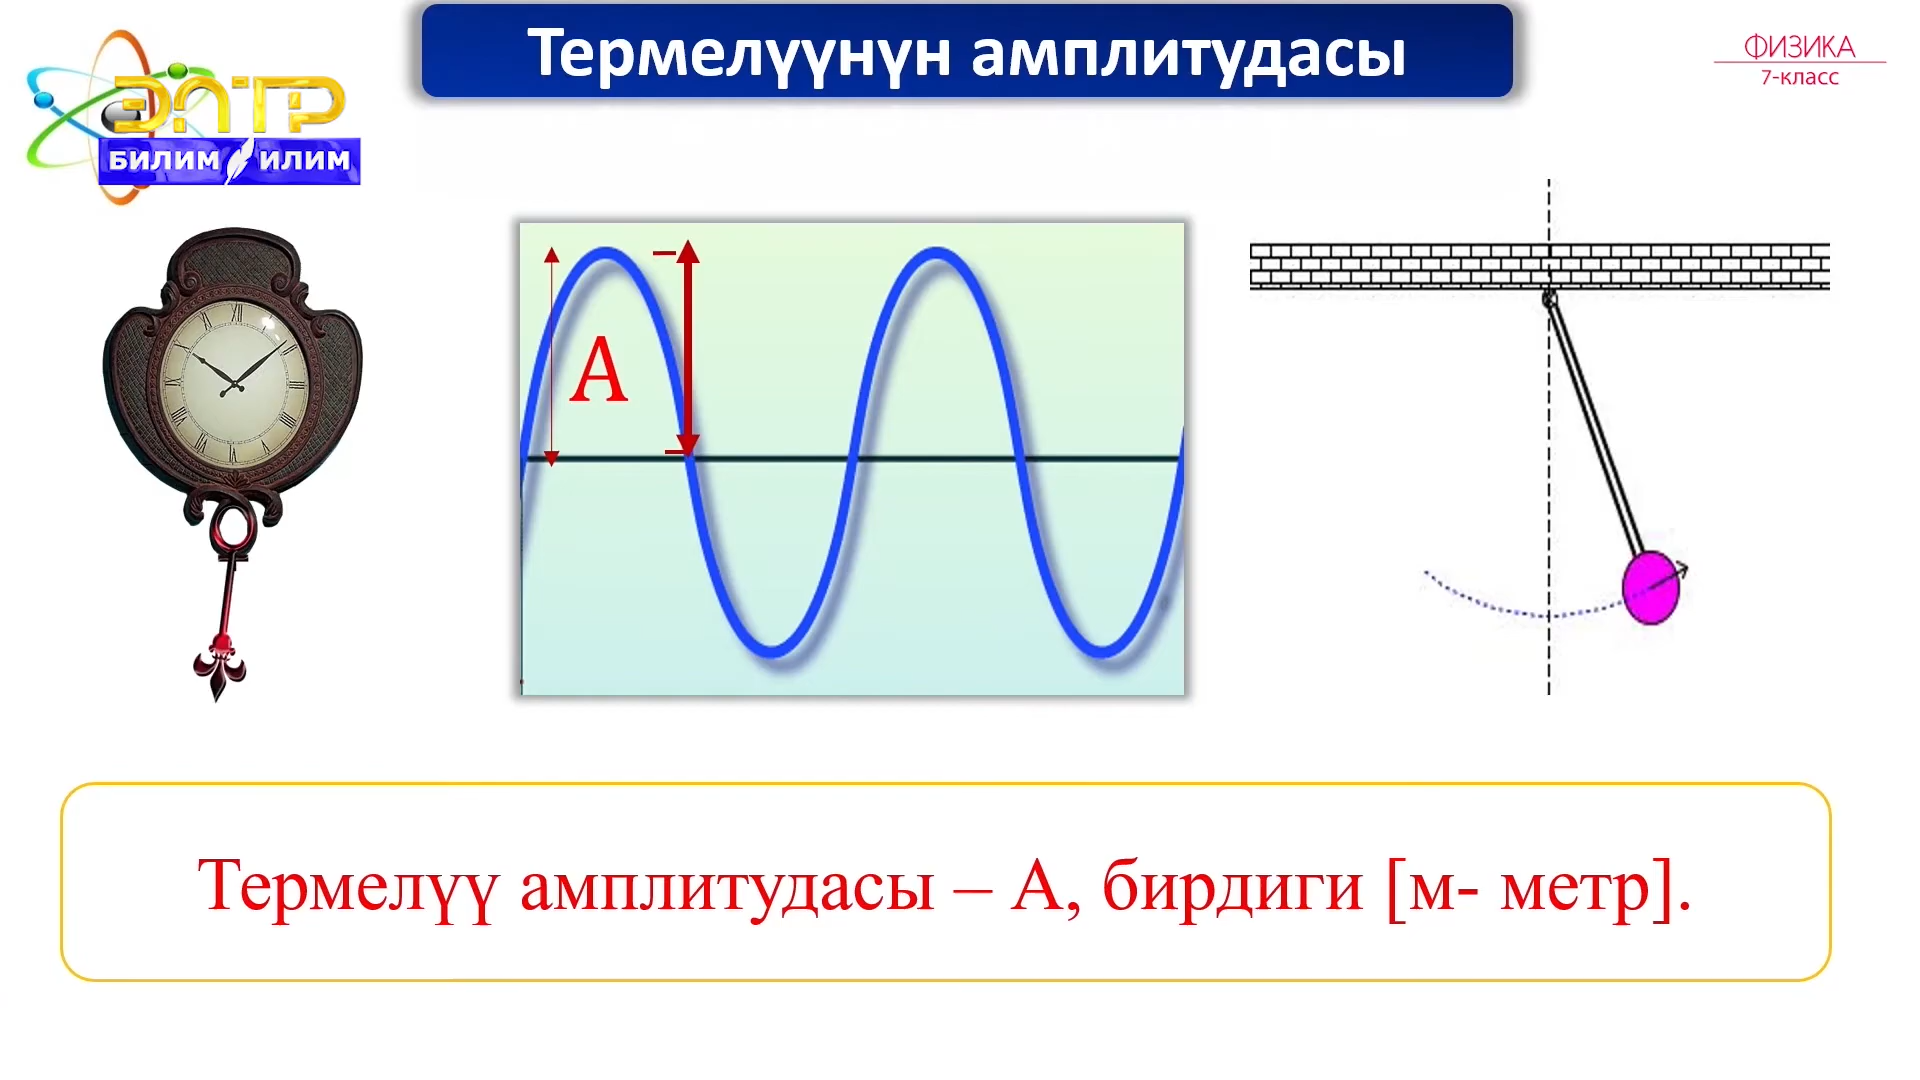 Термелүүнүн амплитудасы
ФИЗИКА
7-класс
ЭЛТР
БИЛИМ ИЛИМ
A
Термелүү амплитудасы – А, бирдиги [м- метр].